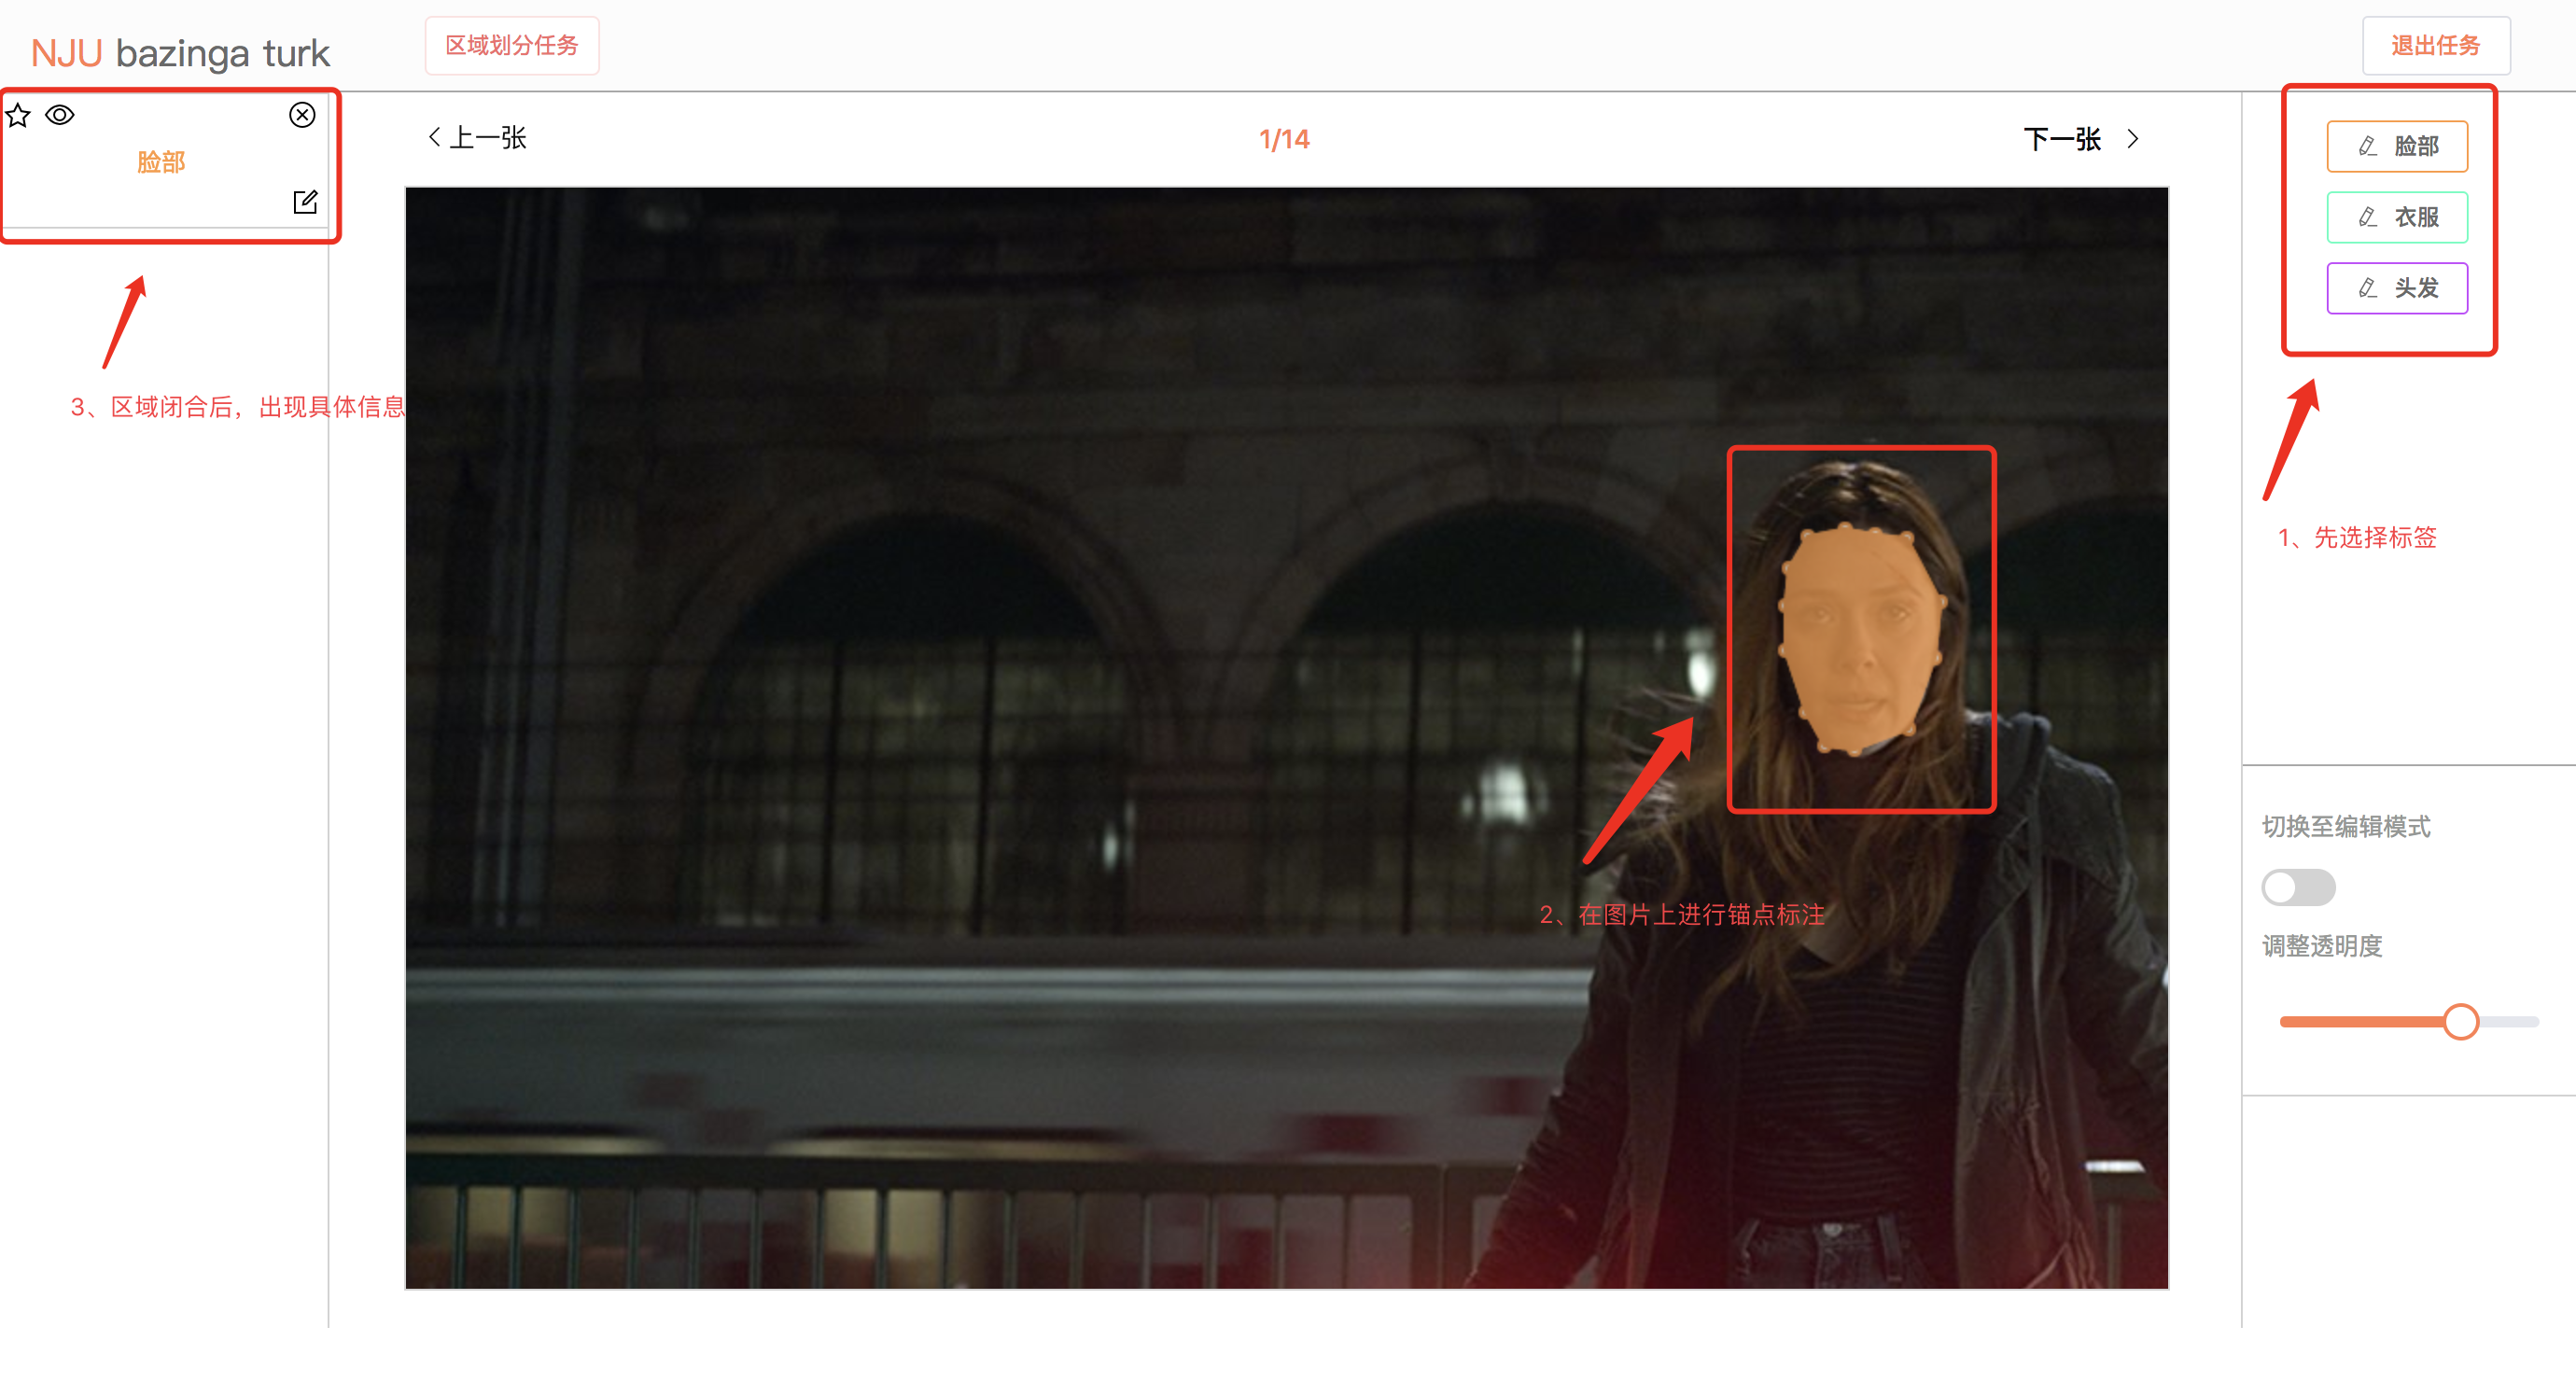 NJU bazinga turk
区域划分任务
退出任务
脸部
3、区域闭合后，出现具体信息
上一张
1/14
下一张
2、在图片上进行锚点标注
脸部
衣服
头发
1、先选择标签
切换至编辑模式
调整透明度